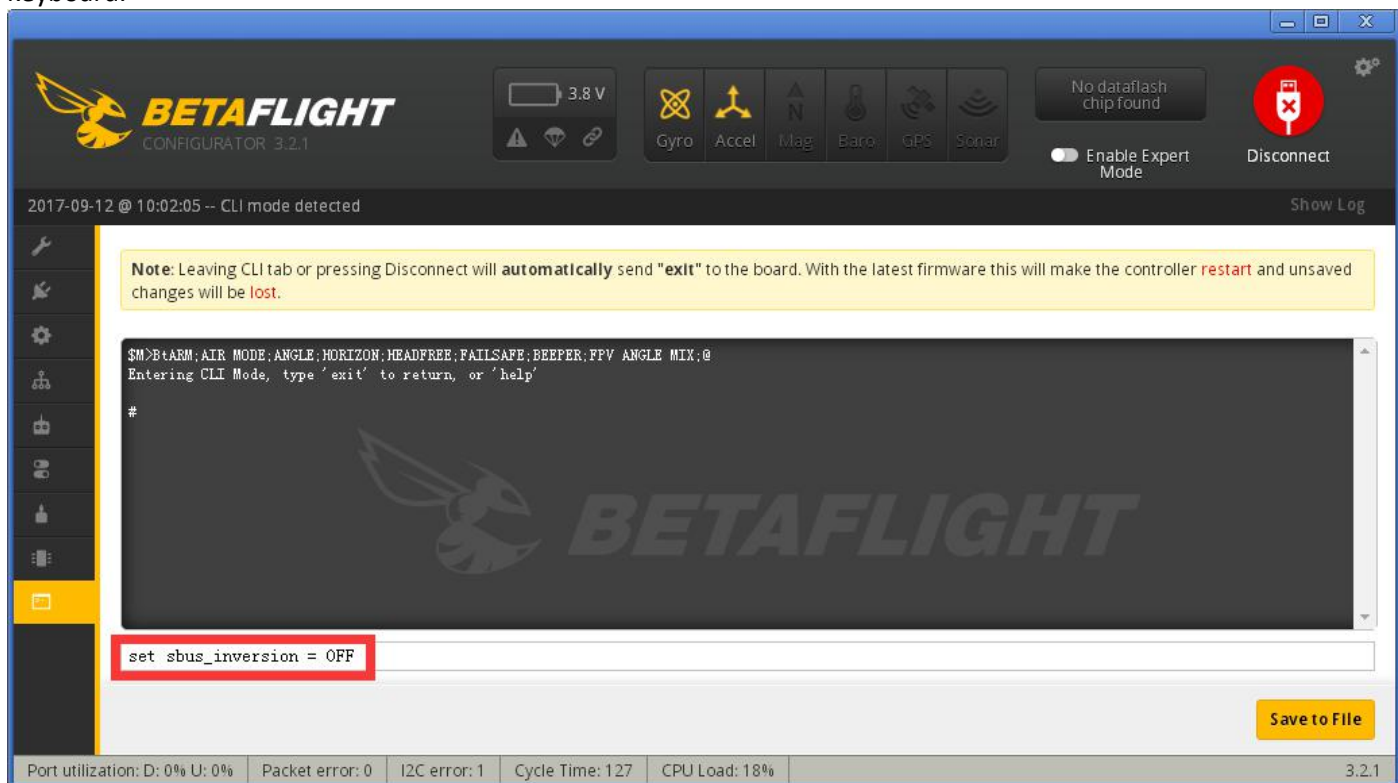 keyboard.
BETAFLIGHT
CONFIGURATOR 3.2.1
3.8 V
Gyro Accel Mag Baro GPS Sonar
No dataflash
chip found
Enable Expert
Mode
Disconnect
2017-09-12 @ 10:02:05 -- CLI mode detected
Show Log
Note: Leaving CLI tab or pressing Disconnect will automatically send "exit" to the board. With the latest firmware this will make the controller restart and unsaved
changes will be lost.
$M>BtARM;AIR MODE;ANGLE;HORIZON;HEADFREE;FAILSAFE;BEEPER;FPV ANGLE MIX;@
Entering CLI Mode, type 'exit' to return, or 'help'
#
BETAFLIGHT
set sbus_inversion = OFF
Save to File
Port utilization: D: 0% U: 0% Packet error: 0 I2C error: 1 Cycle Time: 127 CPU Load: 18% 3.2.1